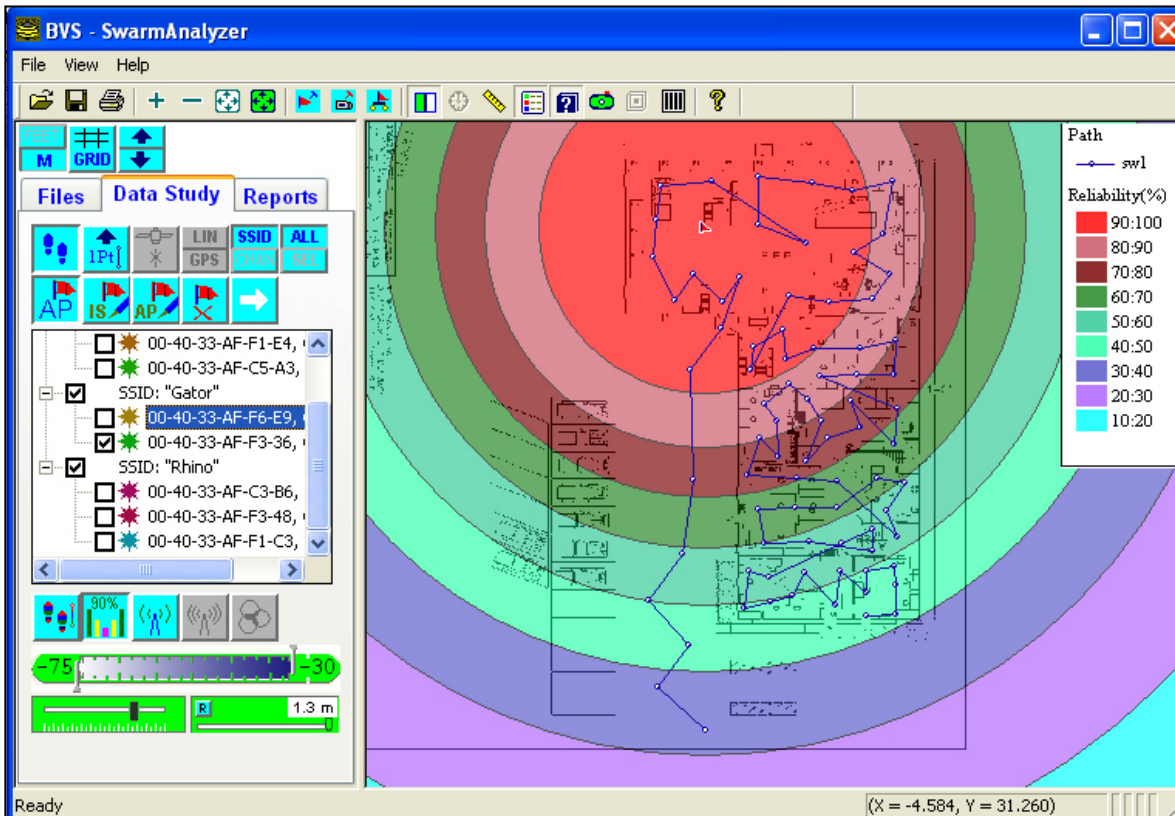 BVS - SwarmAnalyzer
File View Help
FEET
M GRID
Files Data Study Reports
1Pt LIN GPS SSID CHAN ALL SEL
AP IS AP
00-40-33-AF-F1-E4,
00-40-33-AF-C5-A3,
SSID: "Gator"
00-40-33-AF-F6-E9,
00-40-33-AF-F3-36,
SSID: "Rhino"
00-40-33-AF-C3-B6,
00-40-33-AF-F3-48,
00-40-33-AF-F1-C3,
90%
-75 -30
R 1.3 m
Path
sw1
Reliability(%)
90:100
80:90
70:80
60:70
50:60
40:50
30:40
20:30
10:20
Ready (X = -4.584, Y = 31.260)